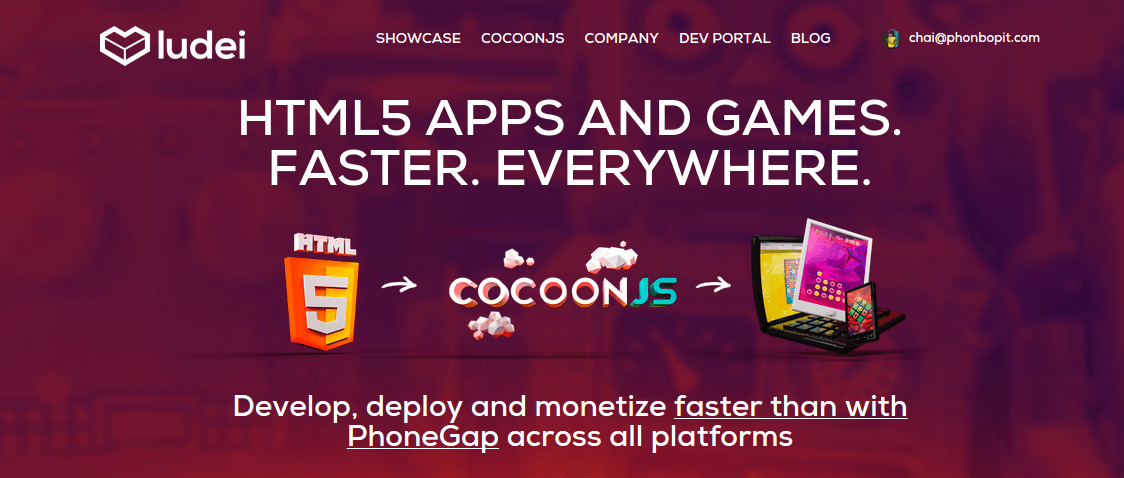 ludei
SHOWCASE COCOONJS COMPANY DEV PORTAL BLOG chai@phonbopit.com
HTML5 APPS AND GAMES.
FASTER. EVERYWHERE.
HTML
5
COCOONJS
Develop, deploy and monetize faster than with
PhoneGap across all platforms